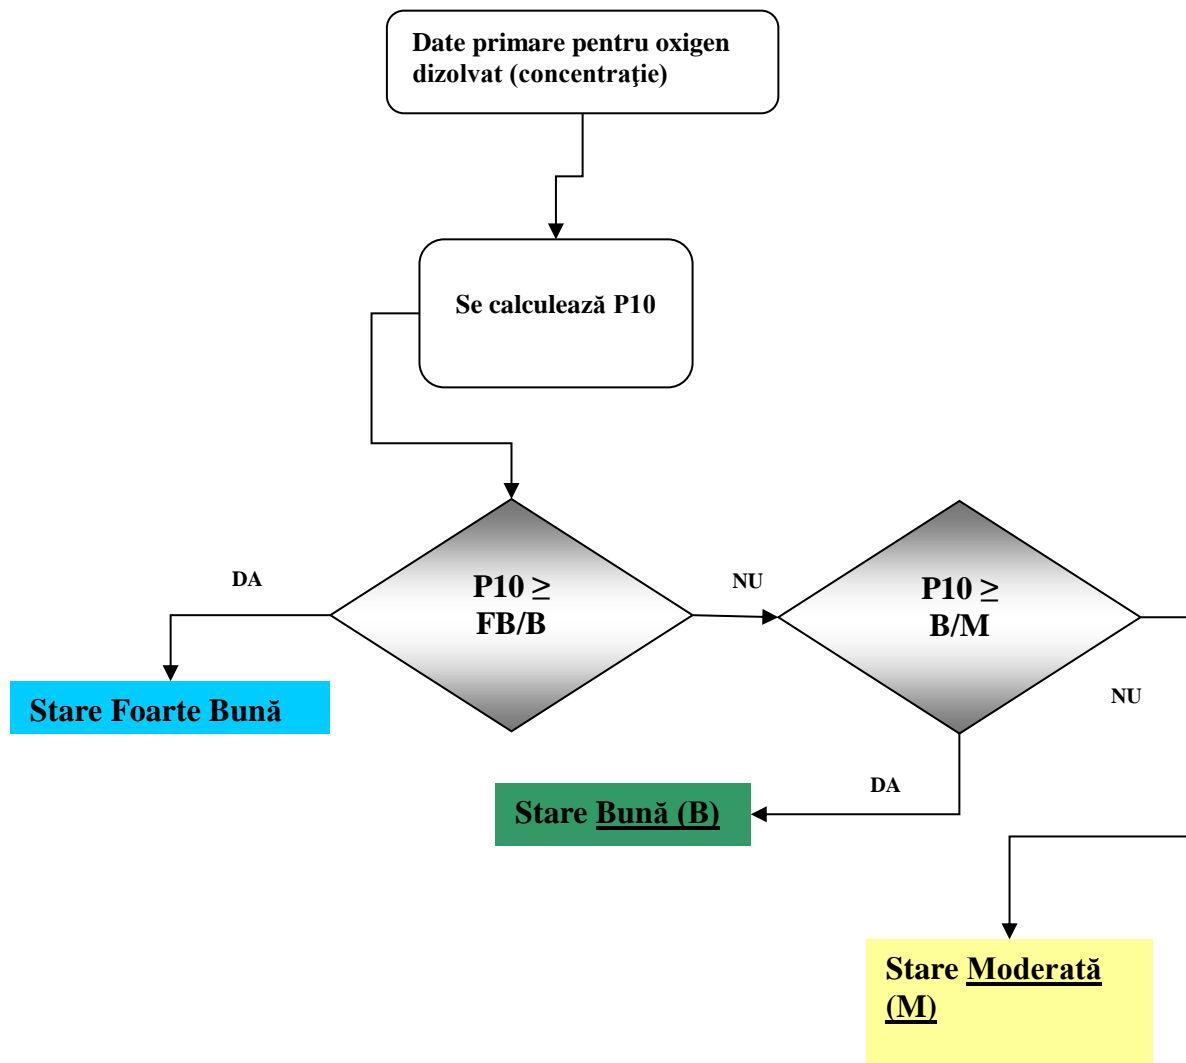 Date primare pentru oxigen
dizolvat (concentraţie)
Se calculează P10
DA
P10 ≥
FB/B
NU
P10 ≥
B/M
NU
Stare Foarte Bună
DA
Stare Bună (B)
Stare Moderată
(M)